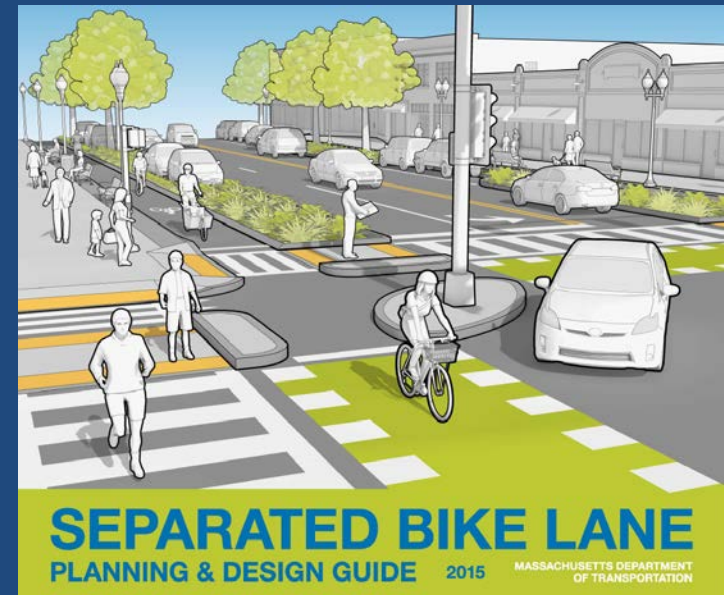 SEPARATED BIKE LANE
PLANNING & DESIGN GUIDE 2015 MASSACHUSETTS DEPARTMENT
OF TRANSPORTATION